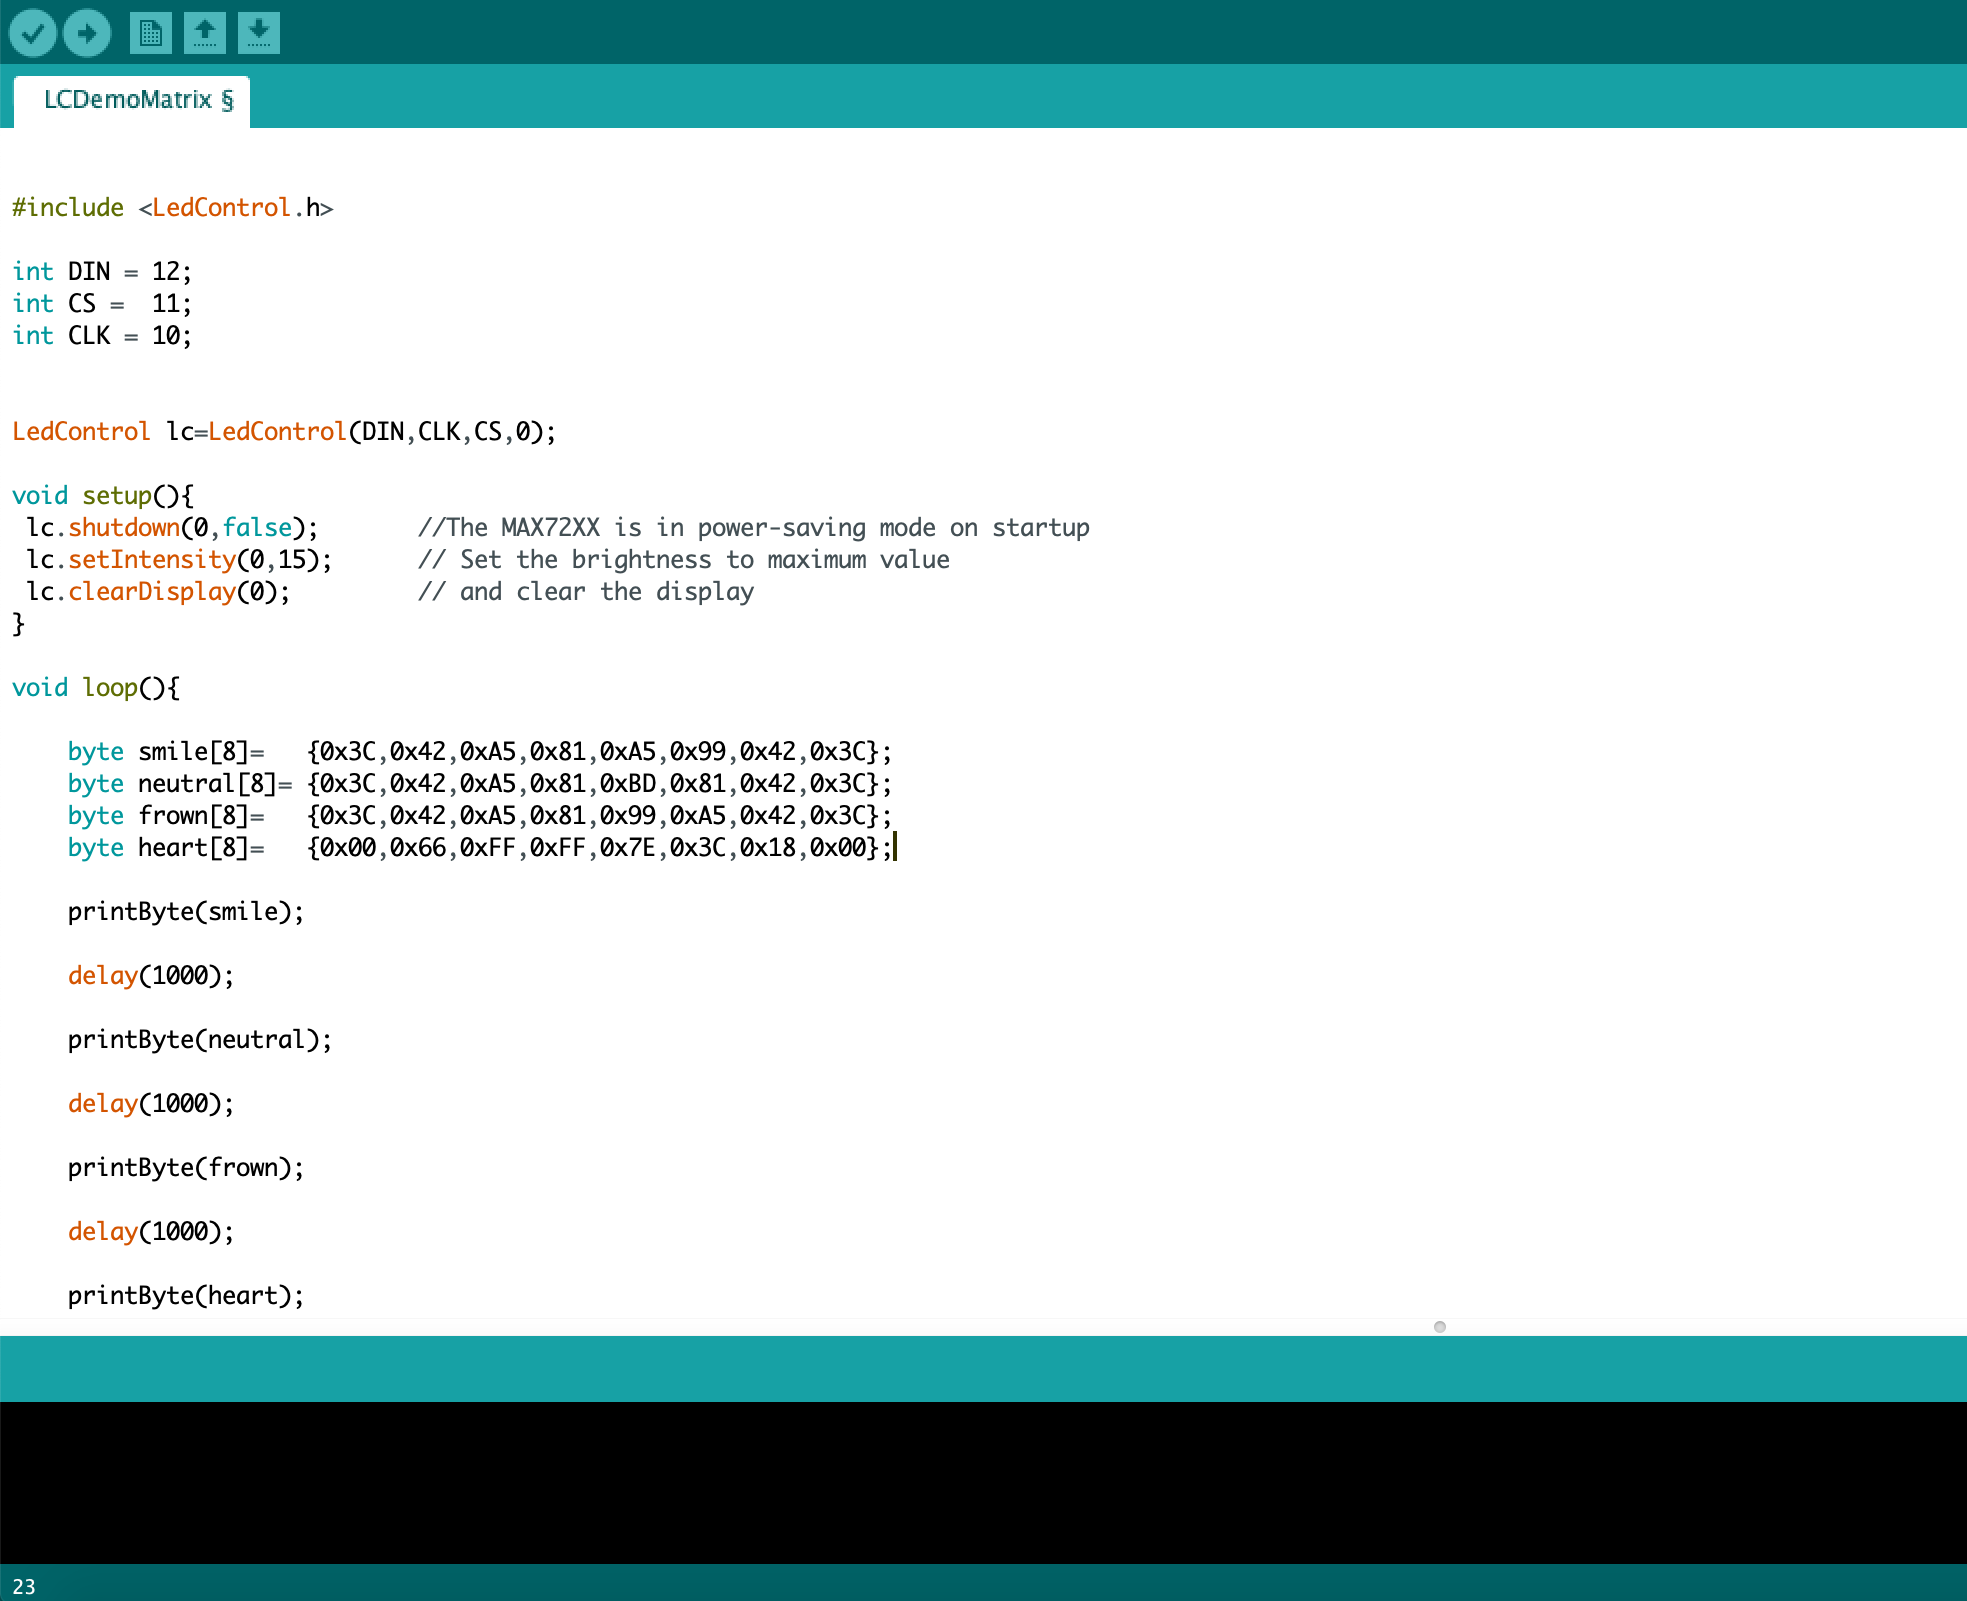 LCDemoMatrix §
#include <LedControl.h>
int DIN = 12;
int CS =  11;
int CLK = 10;
LedControl lc=LedControl(DIN,CLK,CS,0);
void setup(){
 lc.shutdown(0,false);       //The MAX72XX is in power-saving mode on startup
 lc.setIntensity(0,15);      // Set the brightness to maximum value
 lc.clearDisplay(0);         // and clear the display
}
void loop(){
    byte smile[8]=   {0x3C,0x42,0xA5,0x81,0xA5,0x99,0x42,0x3C};
    byte neutral[8]= {0x3C,0x42,0xA5,0x81,0xBD,0x81,0x42,0x3C};
    byte frown[8]=   {0x3C,0x42,0xA5,0x81,0x99,0xA5,0x42,0x3C};
    byte heart[8]=   {0x00,0x66,0xFF,0xFF,0x7E,0x3C,0x18,0x00};
    printByte(smile);
    delay(1000);
    printByte(neutral);
    delay(1000);
    printByte(frown);
    delay(1000);
    printByte(heart);
23